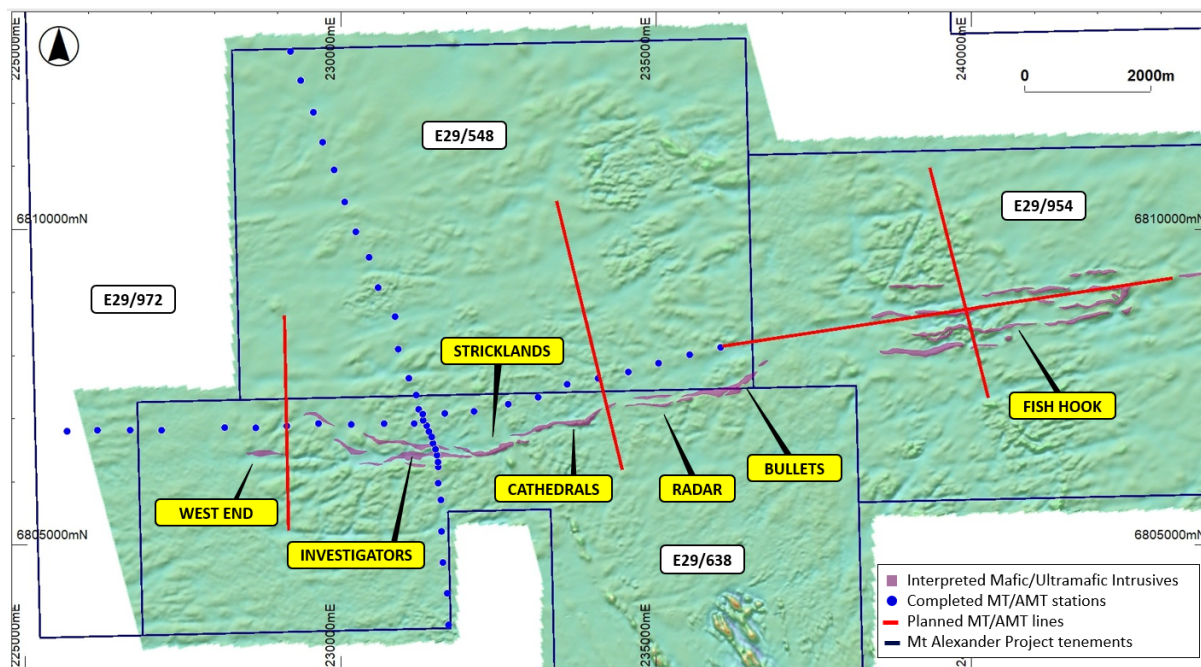 225000mE
230000mE
235000mE
240000mE
0 2000m
E29/548
E29/954
6810000mN
6810000mN
E29/972
STRICKLANDS
FISH HOOK
BULLETS
CATHEDRALS
RADAR
WEST END
INVESTIGATORS
6805000mN
6805000mN
E29/638
Interpreted Mafic/Ultramafic Intrusives
Completed MT/AMT stations
Planned MT/AMT lines
Mt Alexander Project tenements
225000mE
230000mE
235000mE